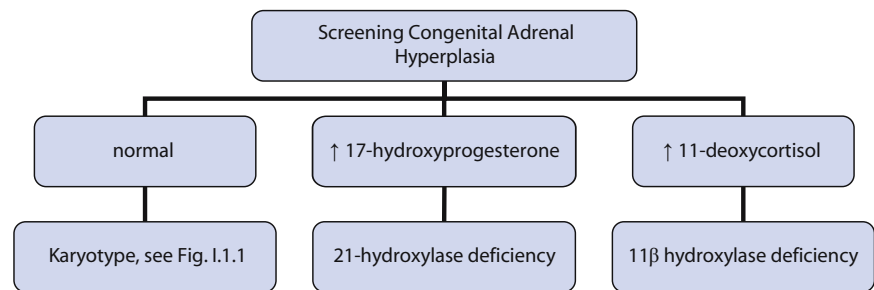 Screening Congenital Adrenal
Hyperplasia
normal
↑ 17-hydroxyprogesterone
↑ 11-deoxycortisol
Karyotype, see Fig. I.1.1
21-hydroxylase deficiency
11β hydroxylase deficiency